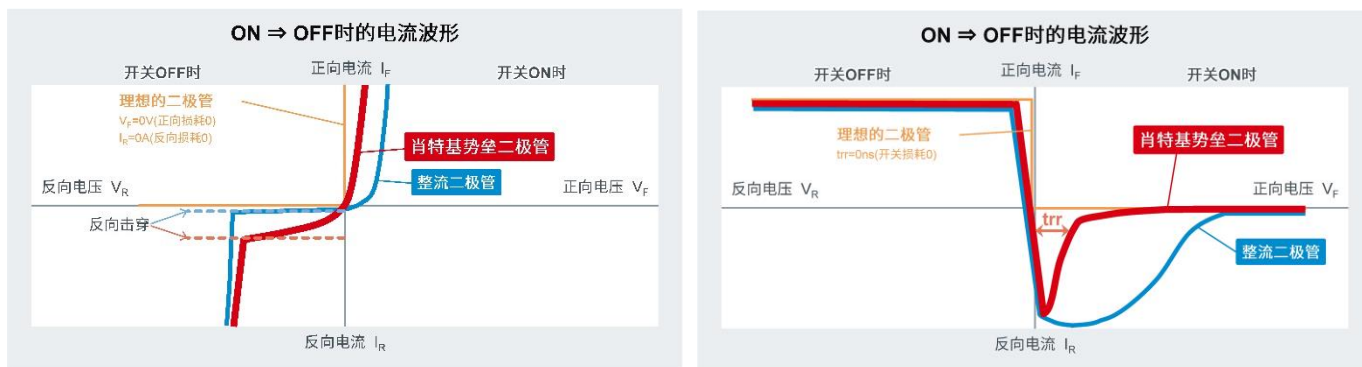 ON ⇒ OFF时的电流波形
开关OFF时
正向电流 IF
开关ON时
理想的二极管
VF=0V(正向损耗0)
IR=0A(反向损耗0)
肖特基势垒二极管
整流二极管
反向电压 VR
正向电压 VF
反向击穿
反向电流 IR
ON ⇒ OFF时的电流波形
开关OFF时
正向电流 IF
开关ON时
理想的二极管
trr=0ns(开关损耗0)
肖特基势垒二极管
反向电压 VR
正向电压 VF
trr
整流二极管
反向电流 IR